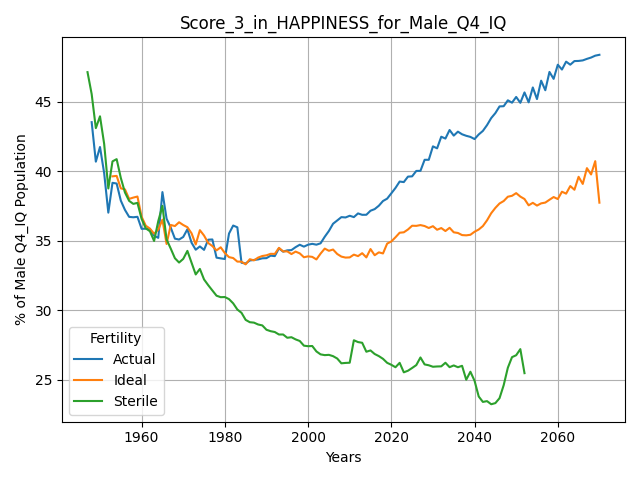 Score_3_in_HAPPINESS_for_Male_Q4_IQ
% of Male Q4_IQ Population
45
40
35
30
25
Fertility
Actual
Ideal
Sterile
1960 1980 2000 2020 2040 2060
Years